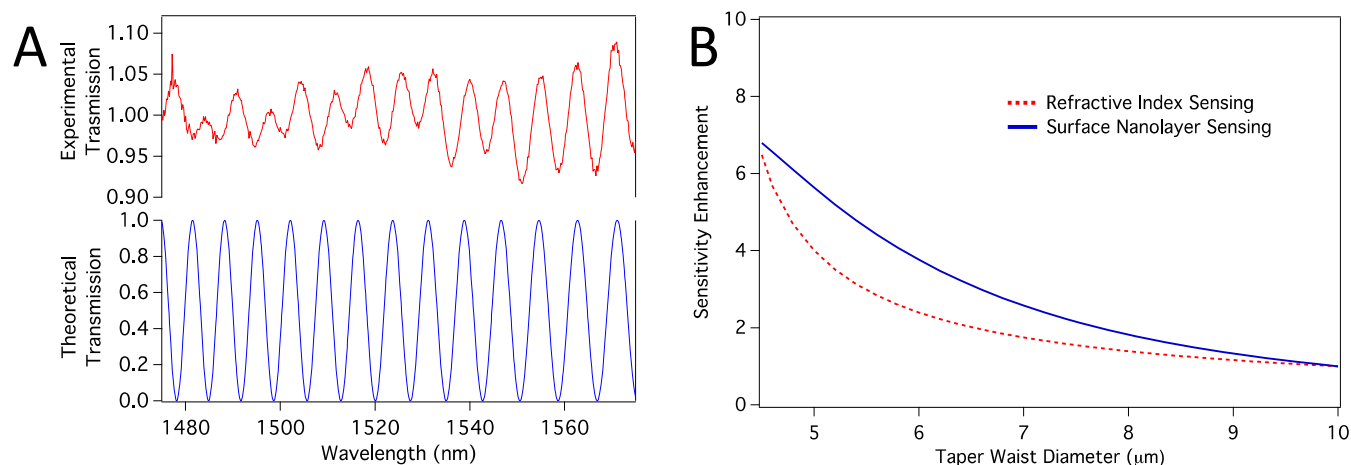 A
Experimental
Trasmission
1.10
1.05
1.00
0.95
0.90
Theoretical
Transmission
1.0
0.8
0.6
0.4
0.2
0.0
1480
1500
1520
1540
1560
Wavelength (nm)
B
Sensitivity Enhancement
10
8
6
4
2
0
Refractive Index Sensing
Surface Nanolayer Sensing
5
6
7
8
9
10
Taper Waist Diameter (μm)